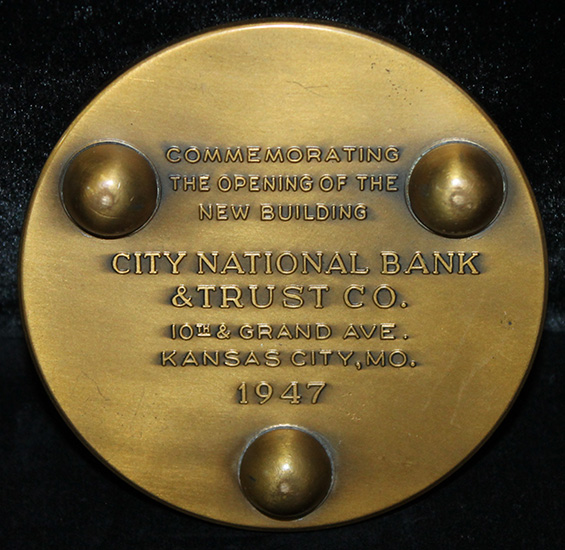 COMMEMORATING
THE OPENING OF THE
NEW BUILDING
CITY NATIONAL BANK
& TRUST CO.
10TH & GRAND AVE.
KANSAS CITY, MO.
1947